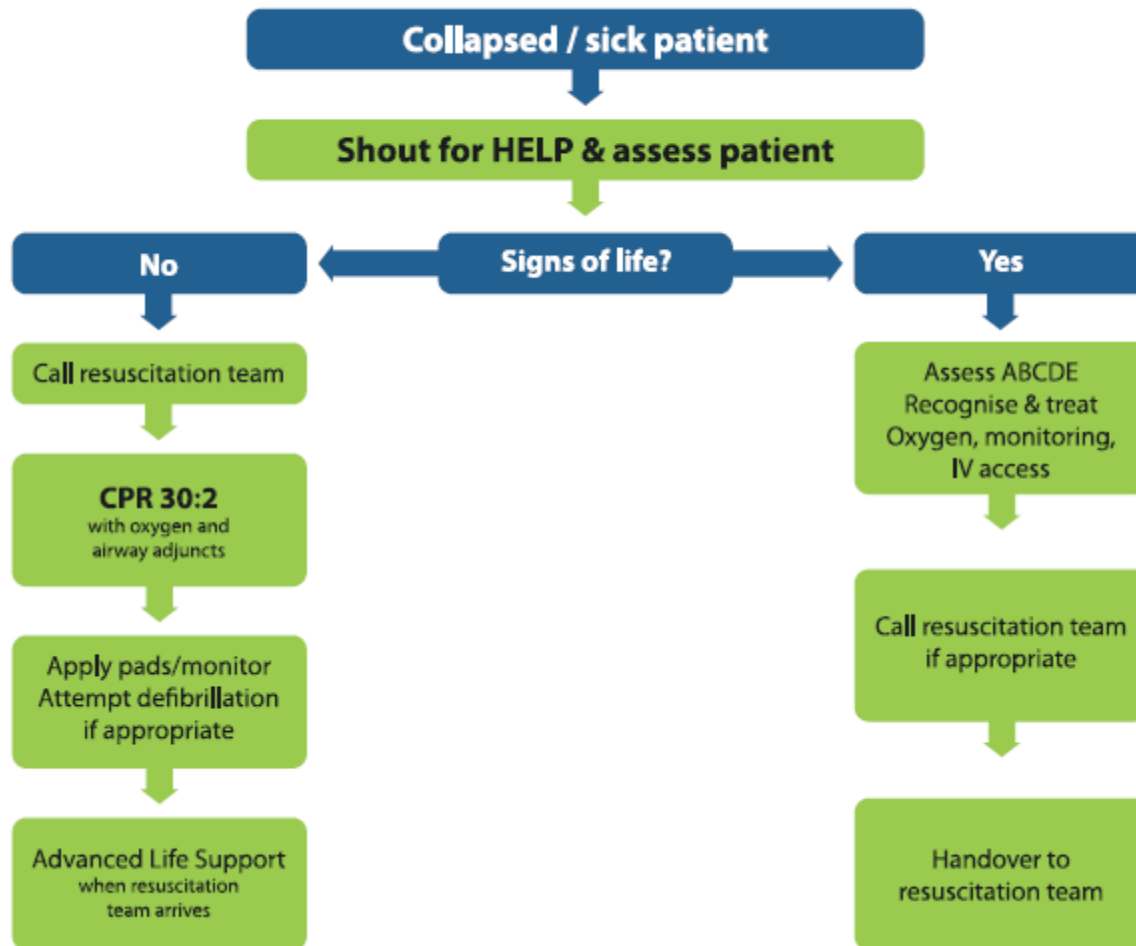 Collapsed / sick patient
Shout for HELP & assess patient
No
Signs of life?
Yes
Call resuscitation team
CPR 30:2
with oxygen and
airway adjuncts
Apply pads/monitor
Attempt defibrillation
if appropriate
Advanced Life Support
when resuscitation
team arrives
Assess ABCDE
Recognise & treat
Oxygen, monitoring,
IV access
Call resuscitation team
if appropriate
Handover to
resuscitation team